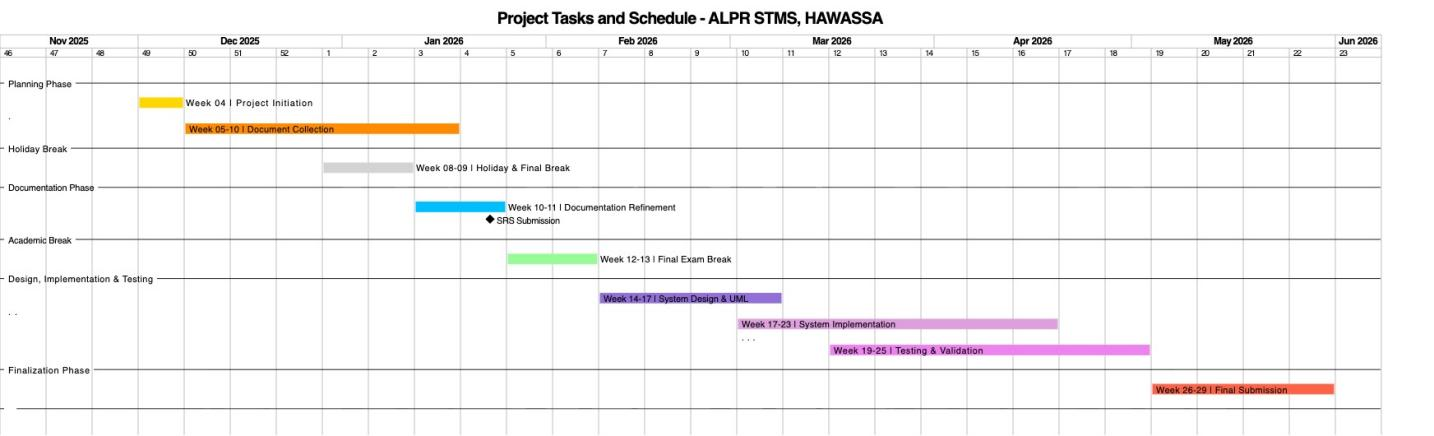 Project Tasks and Schedule - ALPR STMS, HAWASSA
Nov 2025 Dec 2025 Jan 2026 Feb 2026 Mar 2026 Apr 2026 May 2026 Jun 2026
46 47 48 49 50 51 52 1 2 3 4 5 6 7 8 9 10 11 12 13 14 15 16 17 18 19 20 21 22 23
Planning Phase
Week 04 | Project Initiation
.
Week 05-10 | Document Collection
Holiday Break
Week 08-09 | Holiday & Final Break
Documentation Phase
Week 10-11 | Documentation Refinement
SRS Submission
Academic Break
Week 12-13 | Final Exam Break
Design, Implementation & Testing
Week 14-17 | System Design & UML
. .
Week 17-23 | System Implementation
. . .
Week 19-25 | Testing & Validation
Finalization Phase
Week 26-29 | Final Submission